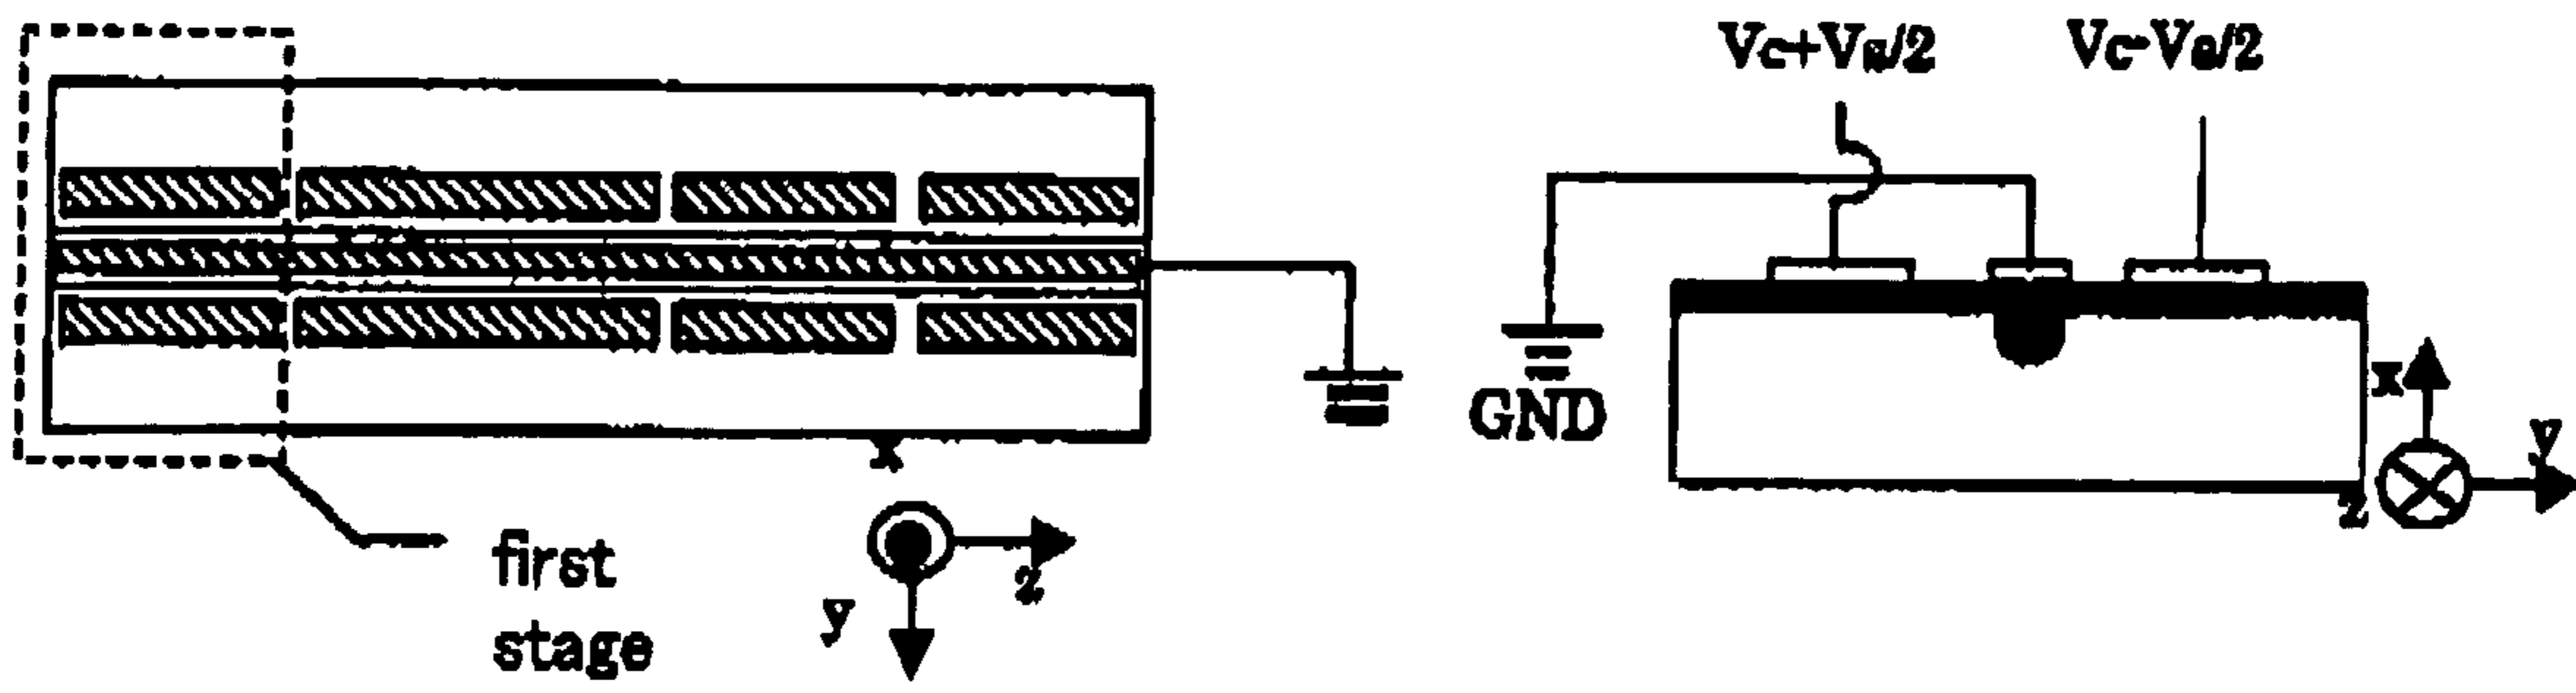 first
stage
z
y
Vc+Va/2
Vc-Va/2
GND
x
y
z